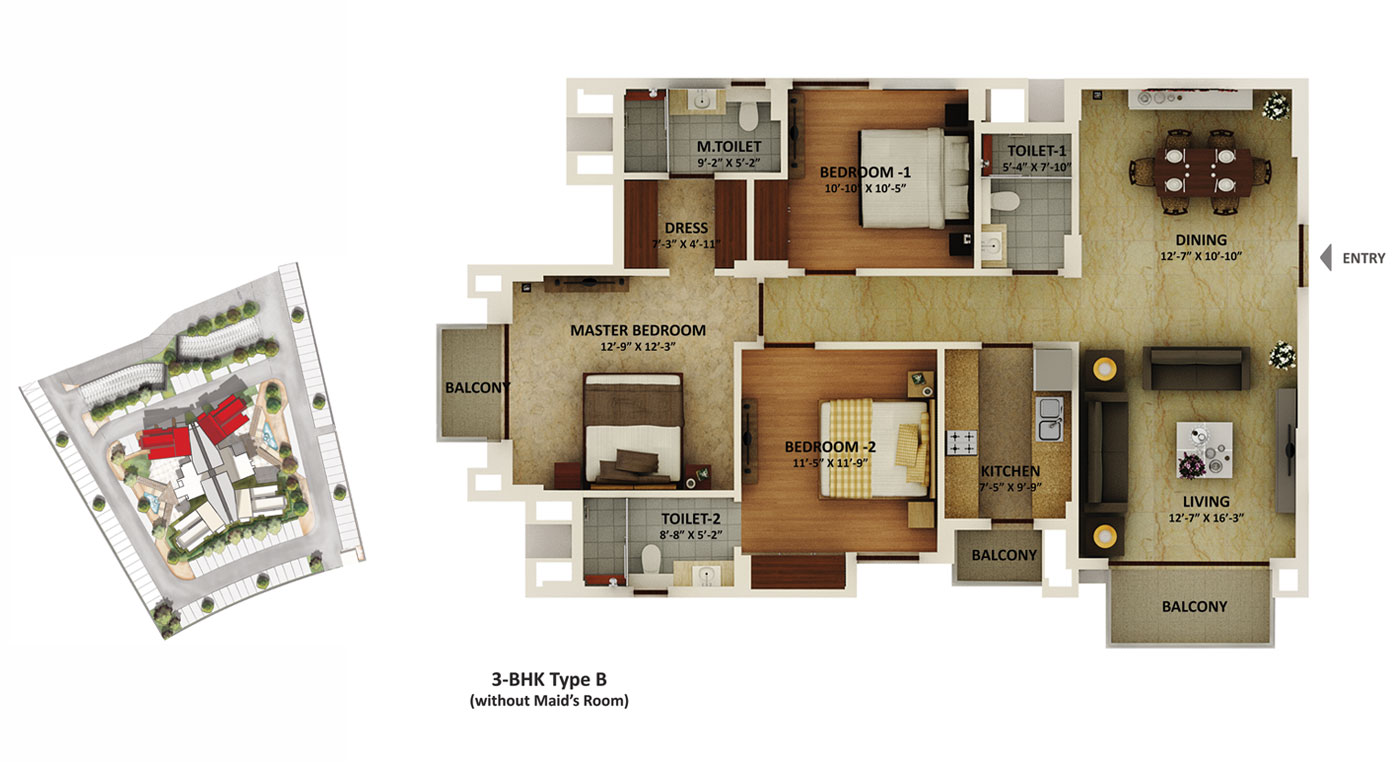 M.TOILET
9’-2” X 5’-2”
BEDROOM -1
10’-10” X 10’-5”
TOILET-1
5’-4” X 7’-10”
DRESS
7’-3” X 4’-11”
DINING
12’-7” X 10’-10”
ENTRY
MASTER BEDROOM
12’-9” X 12’-3”
BALCONY
BEDROOM -2
11’-5” X 11’-9”
KITCHEN
7’-5” X 9’-9”
LIVING
12’-7” X 16’-3”
TOILET-2
8’-8” X 5’-2”
BALCONY
BALCONY
3-BHK Type B
(without Maid’s Room)